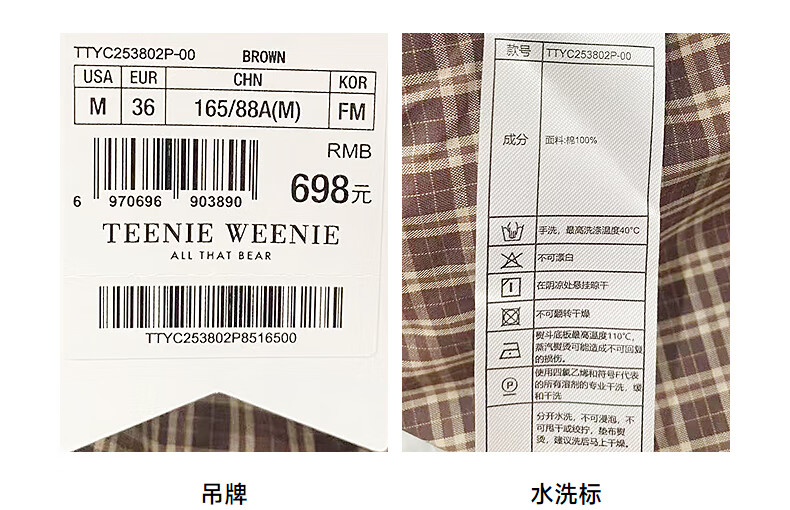 TTYC253802P-00 BROWN
USA EUR CHN KOR
M 36 165/88A(M) FM
RMB
698元
6 970696 903890
TEENIE WEENIE
ALL THAT BEAR
TTYC253802P8516500
吊牌
款号 TTYC253802P-00
成分 面料:棉100%
手洗，最高洗涤温度40°C
不可漂白
在阴凉处悬挂晾干
不可翻转干燥
熨斗底板最高温度110°C，
蒸汽熨烫可能造成不可回复
的损伤。
使用四氯乙烯和符号F代表
的所有溶剂的专业干洗，缓
和干洗
分开水洗，不可浸泡，不
可甩干或绞拧，垫布熨
烫，建议洗后马上干燥。
水洗标